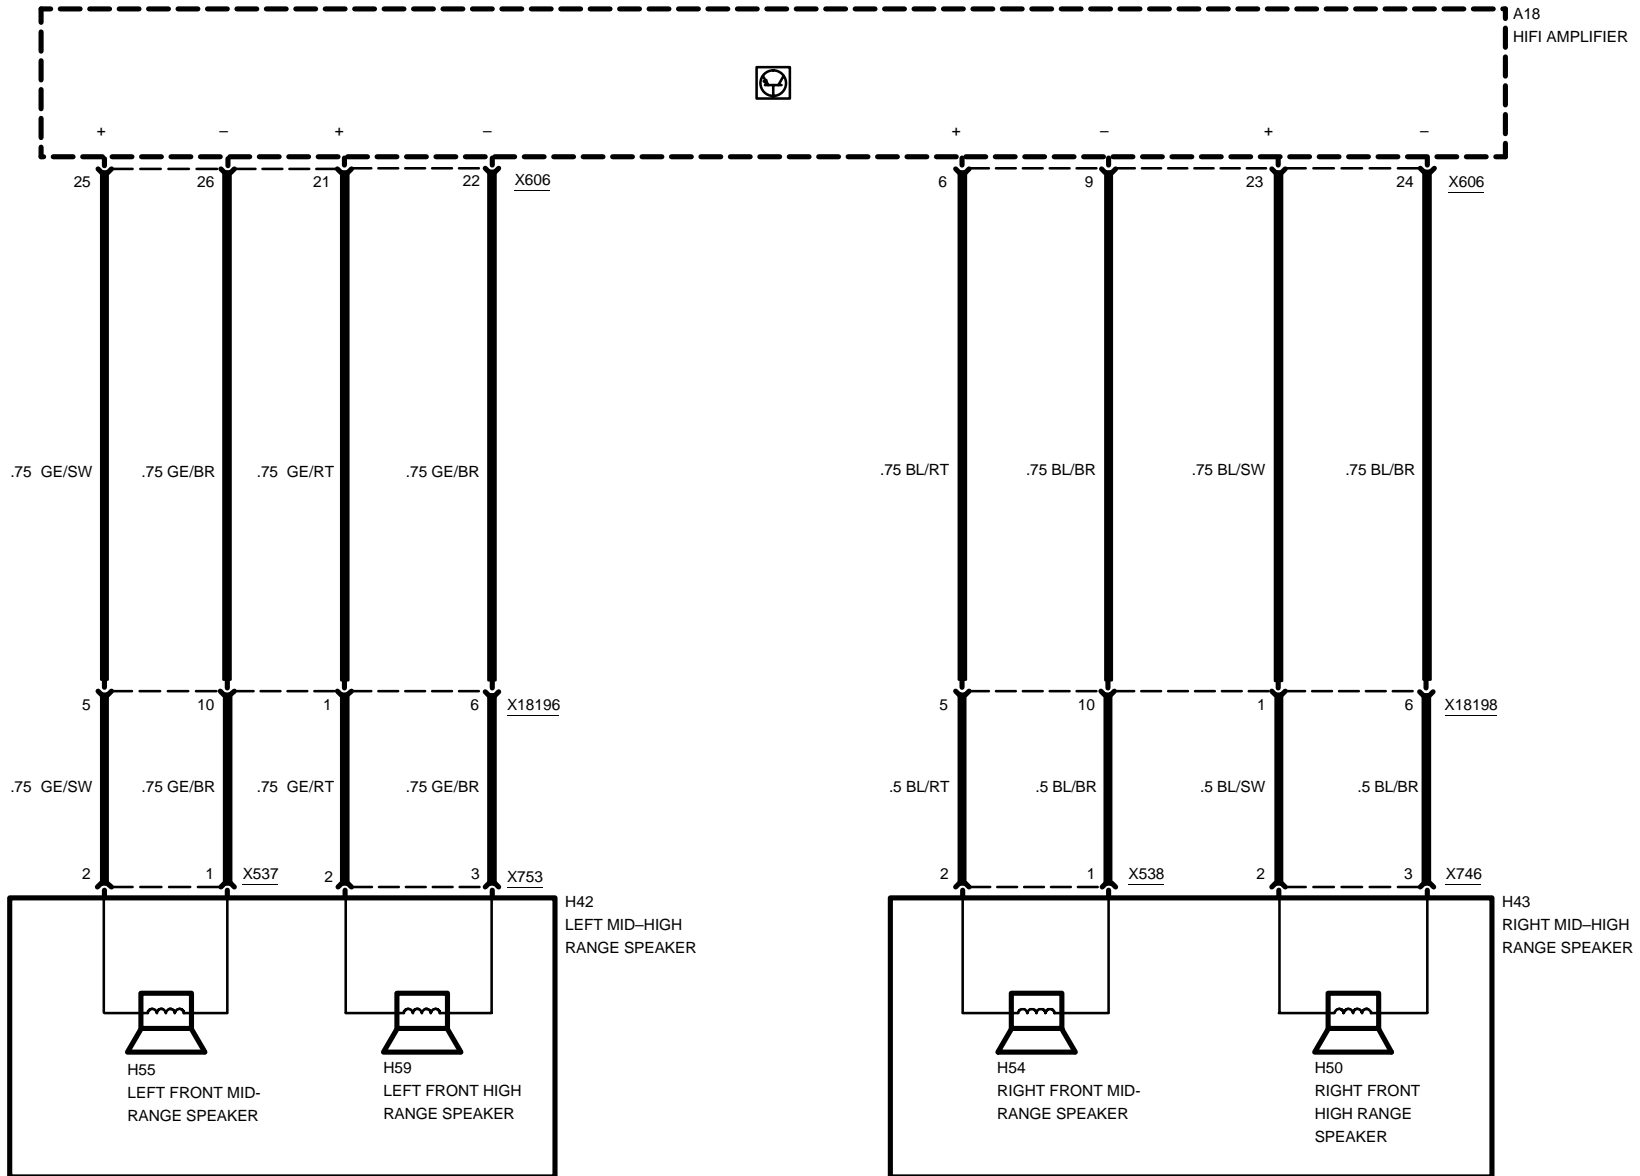 A18
HIFI AMPLIFIER
+ – + – + – + –
25 26 21 22 X606 6 9 23 24 X606
.75 GE/SW .75 GE/BR .75 GE/RT .75 GE/BR .75 BL/RT .75 BL/BR .75 BL/SW .75 BL/BR
5 10 1 6 X18196 5 10 1 6 X18198
.75 GE/SW .75 GE/BR .75 GE/RT .75 GE/BR .5 BL/RT .5 BL/BR .5 BL/SW .5 BL/BR
2 1 X537 2 3 X753 2 1 X538 2 3 X746
H42
LEFT MID–HIGH
RANGE SPEAKER
H43
RIGHT MID–HIGH
RANGE SPEAKER
H55
LEFT FRONT MID-
RANGE SPEAKER
H59
LEFT FRONT HIGH
RANGE SPEAKER
H54
RIGHT FRONT MID-
RANGE SPEAKER
H50
RIGHT FRONT
HIGH RANGE
SPEAKER